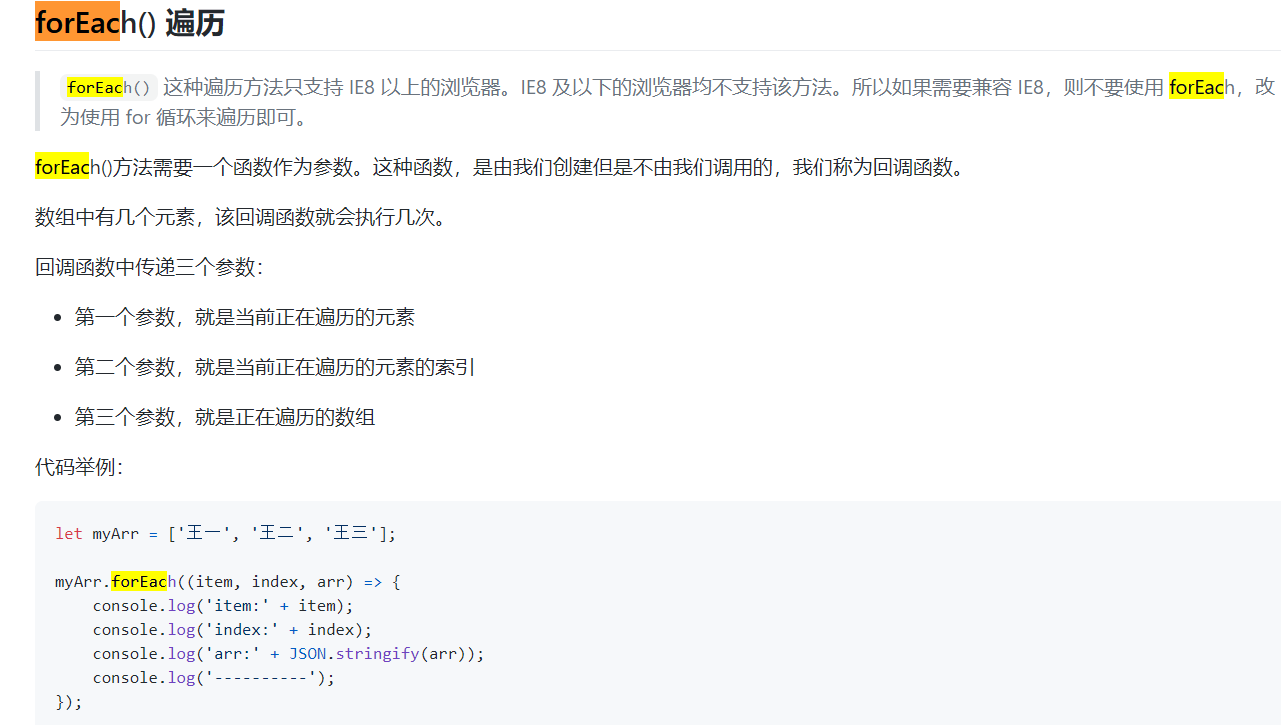 forEach() 遍历
forEach() 这种遍历方法只支持 IE8 以上的浏览器。IE8 及以下的浏览器均不支持该方法。所以如果需要兼容 IE8，则不要使用 forEach，改
为使用 for 循环来遍历即可。
forEach()方法需要一个函数作为参数。这种函数，是由我们创建但是不由我们调用的，我们称为回调函数。
数组中有几个元素，该回调函数就会执行几次。
回调函数中传递三个参数：
• 第一个参数，就是当前正在遍历的元素
• 第二个参数，就是当前正在遍历的元素的索引
• 第三个参数，就是正在遍历的数组
代码举例：
let myArr = ['王一', '王二', '王三'];
myArr.forEach((item, index, arr) => {
    console.log('item:' + item);
    console.log('index:' + index);
    console.log('arr:' + JSON.stringify(arr));
    console.log('----------');
});